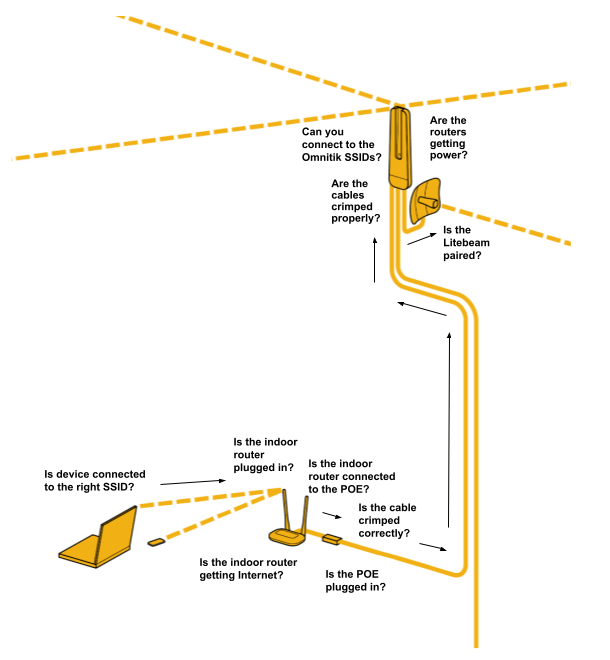 Can you
connect to the
Omnitik SSIDs?
Are the
routers
getting
power?
Are the
cables
crimped
properly?
Is the
Litebeam
paired?
Is the indoor
router
plugged in?
Is device connected
to the right SSID?
Is the indoor
router connected
to the POE?
Is the cable
crimped
correctly?
Is the indoor router
getting Internet?
Is the POE
plugged in?